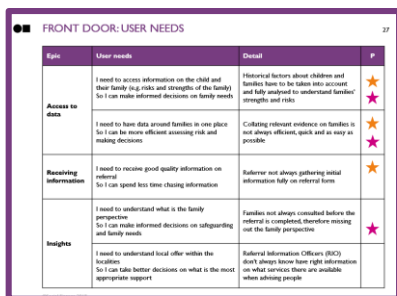 FRONT DOOR: USER NEEDS
27
Epic
User needs
Detail
P
Access to
data
I need to access information on the child and
their family (e.g. risks and strengths of the family)
So I can make informed decisions on family needs
Historical factors about children and
families have to be taken into account
and fully analysed to understand families'
strengths and risks
I need to have data around families in one place
So I can be more efficient assessing risk and
making decisions
Collating relevant evidence on families is
not always efficient, quick and as easy as
possible
Receiving
information
I need to receive good quality information on
referral
So I can spend less time chasing information
Referrer not always gathering initial
information fully on referral form
Insights
I need to understand what is the family
perspective
So I can make informed decisions on safeguarding
and family needs
Families not always consulted before the
referral is completed, therefore missing
out the family perspective
I need to understand local offer within the
localities
So I can take better decisions on what is the most
appropriate support
Referral Information Officers (RIO)
don't always know have right information
on what services there are available
when advising people